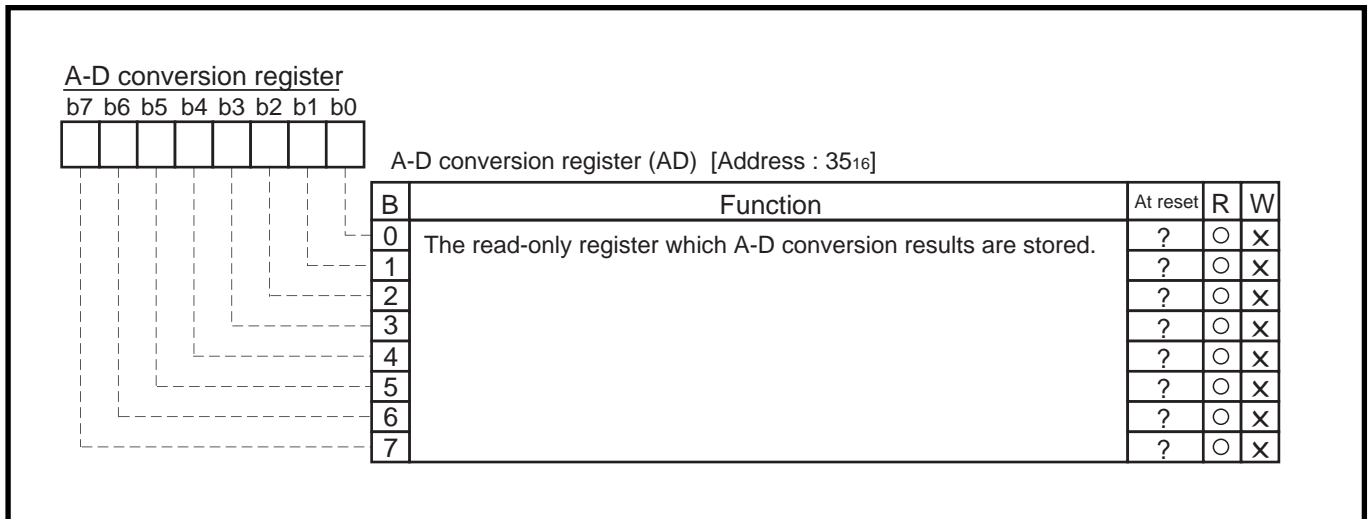 A-D conversion register
b7 b6 b5 b4 b3 b2 b1 b0
A-D conversion register (AD) [Address : 3516]
B Function At reset R W
0 The read-only register which A-D conversion results are stored. ? ○ ×
1 ? ○ ×
2 ? ○ ×
3 ? ○ ×
4 ? ○ ×
5 ? ○ ×
6 ? ○ ×
7 ? ○ ×